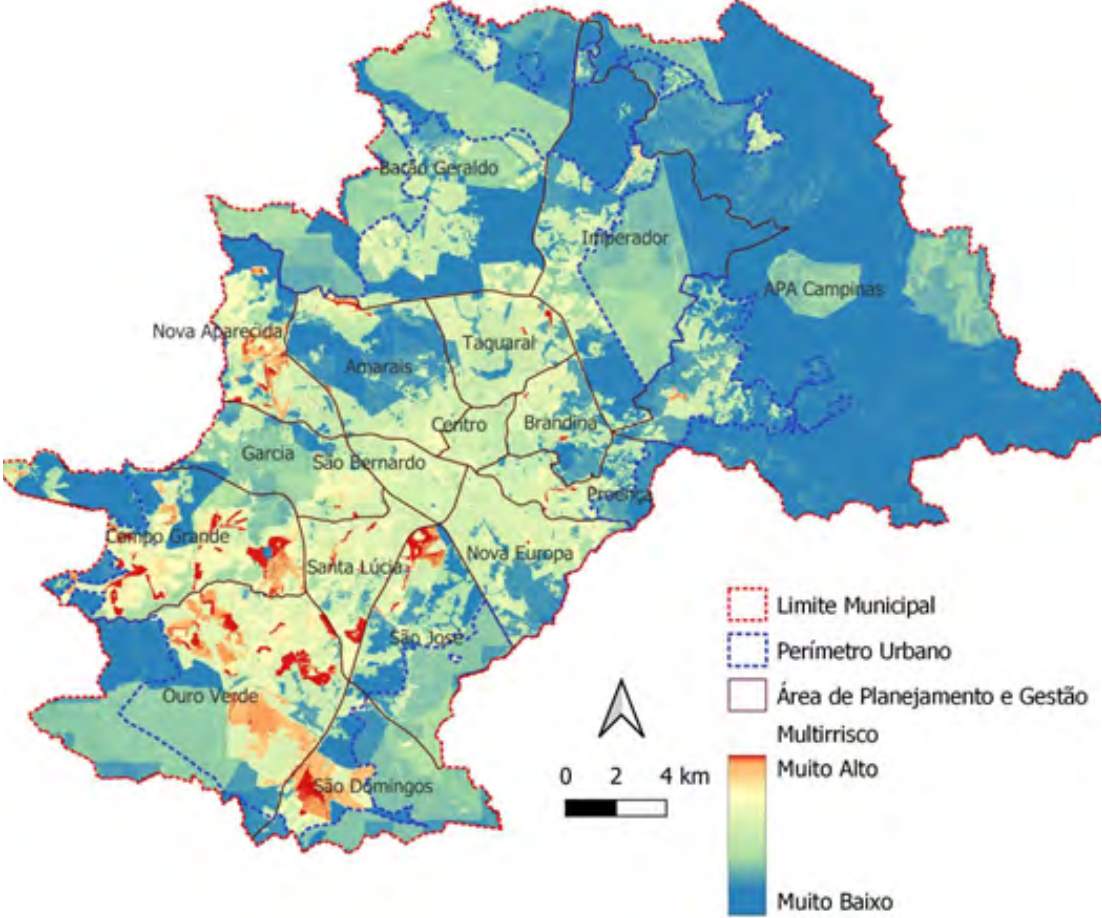 Barão Geraldo
Imperador
APA Campinas
Nova Aparecida
Taquaral
Amarais
Centro
Brandina
Garcia
São Bernardo
Proença
Campo Grande
Santa Lúcia
Nova Europa
São José
Ouro Verde
São Domingos
Limite Municipal
Perímetro Urbano
Área de Planejamento e Gestão
Multirrisco
Muito Alto
Muito Baixo
0 2 4 km